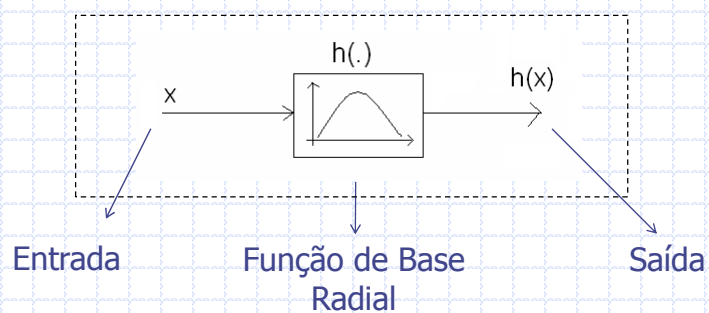 h(.)
x
h(x)
Entrada
Função de Base
Radial
Saída